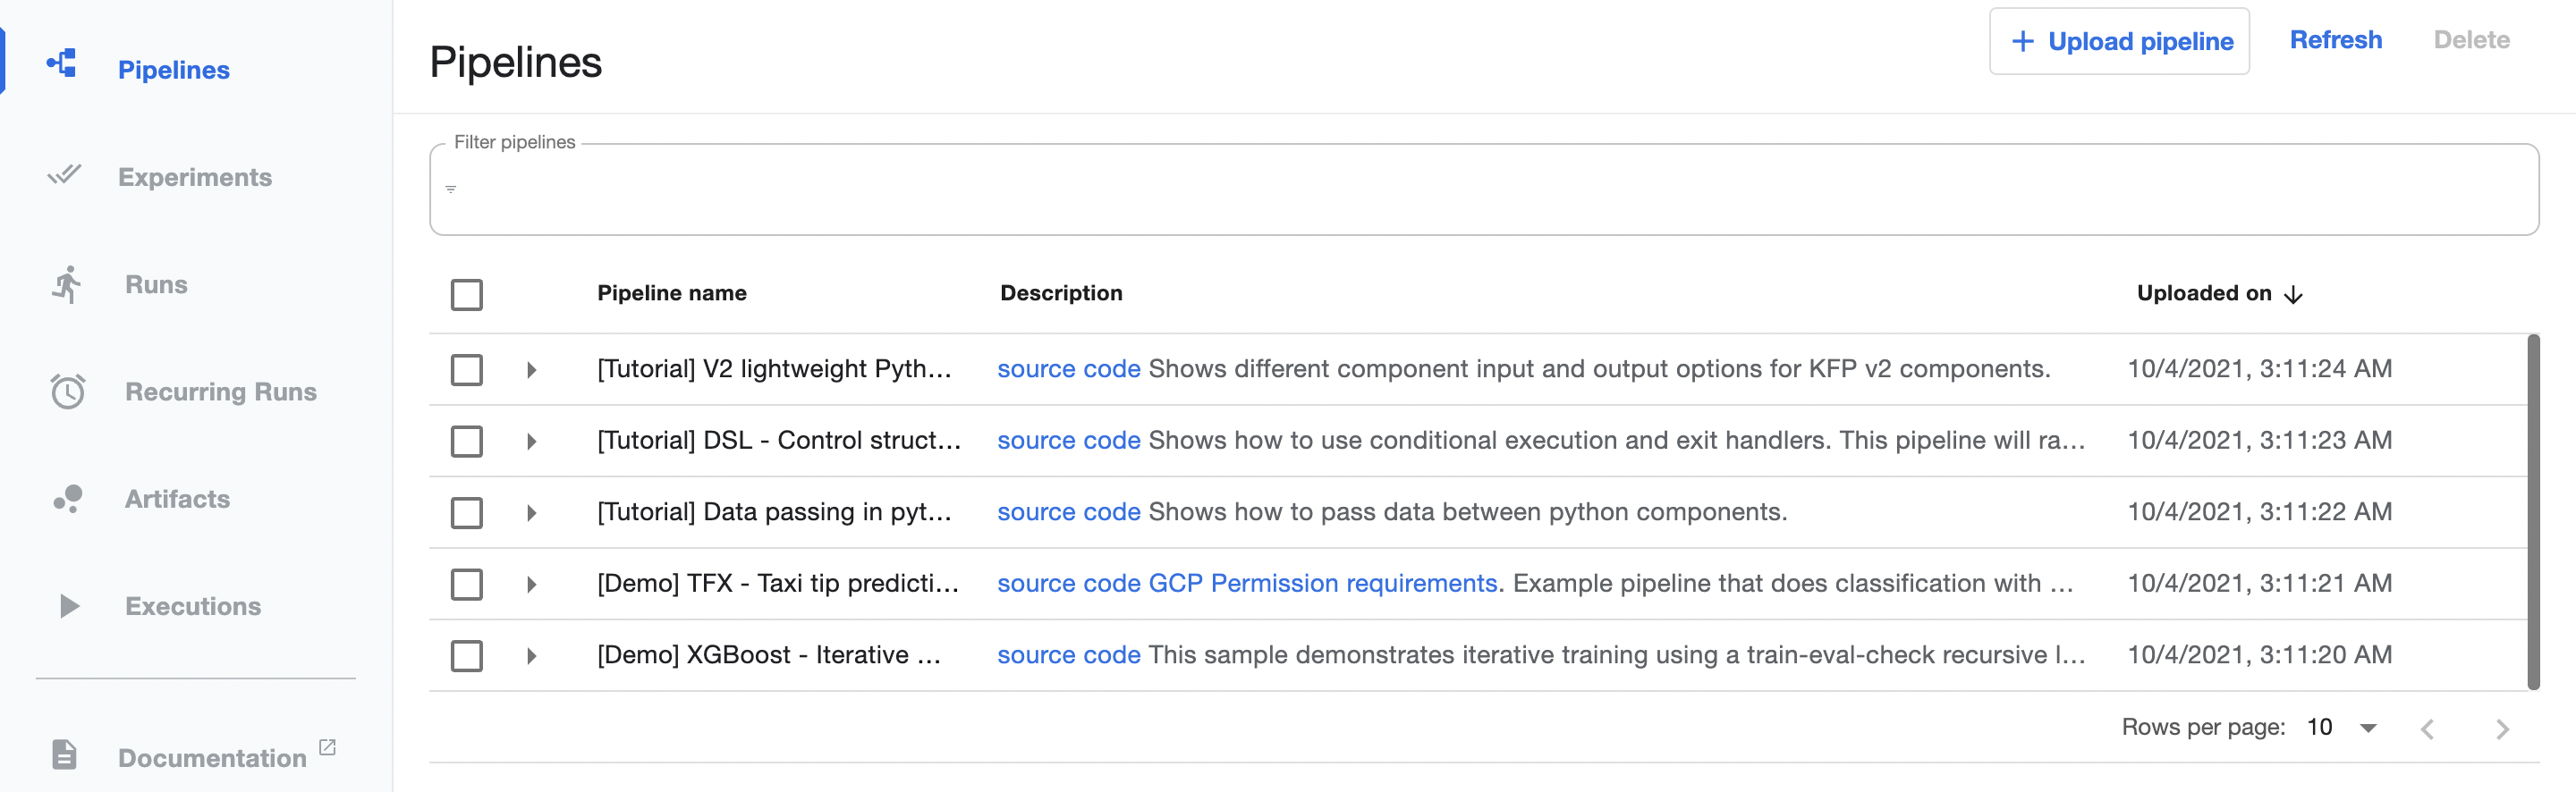 Pipelines
Experiments
Runs
Recurring Runs
Artifacts
Executions
Documentation
Pipelines
+ Upload pipeline Refresh Delete
Filter pipelines
Pipeline name Description Uploaded on
[Tutorial] V2 lightweight Pyth... source code Shows different component input and output options for KFP v2 components. 10/4/2021, 3:11:24 AM
[Tutorial] DSL - Control struct... source code Shows how to use conditional execution and exit handlers. This pipeline will ra... 10/4/2021, 3:11:23 AM
[Tutorial] Data passing in pyt... source code Shows how to pass data between python components. 10/4/2021, 3:11:22 AM
[Demo] TFX - Taxi tip predicti... source code GCP Permission requirements. Example pipeline that does classification with ... 10/4/2021, 3:11:21 AM
[Demo] XGBoost - Iterative ... source code This sample demonstrates iterative training using a train-eval-check recursive l... 10/4/2021, 3:11:20 AM
Rows per page: 10